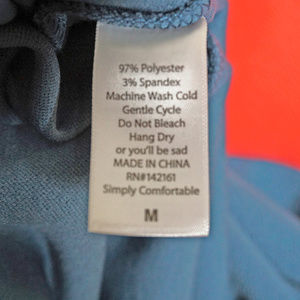 97% Polyester
3% Spandex
Machine Wash Cold
Gentle Cycle
Do Not Bleach
Hang Dry
or you'll be sad
MADE IN CHINA
RN#142161
Simply Comfortable
M